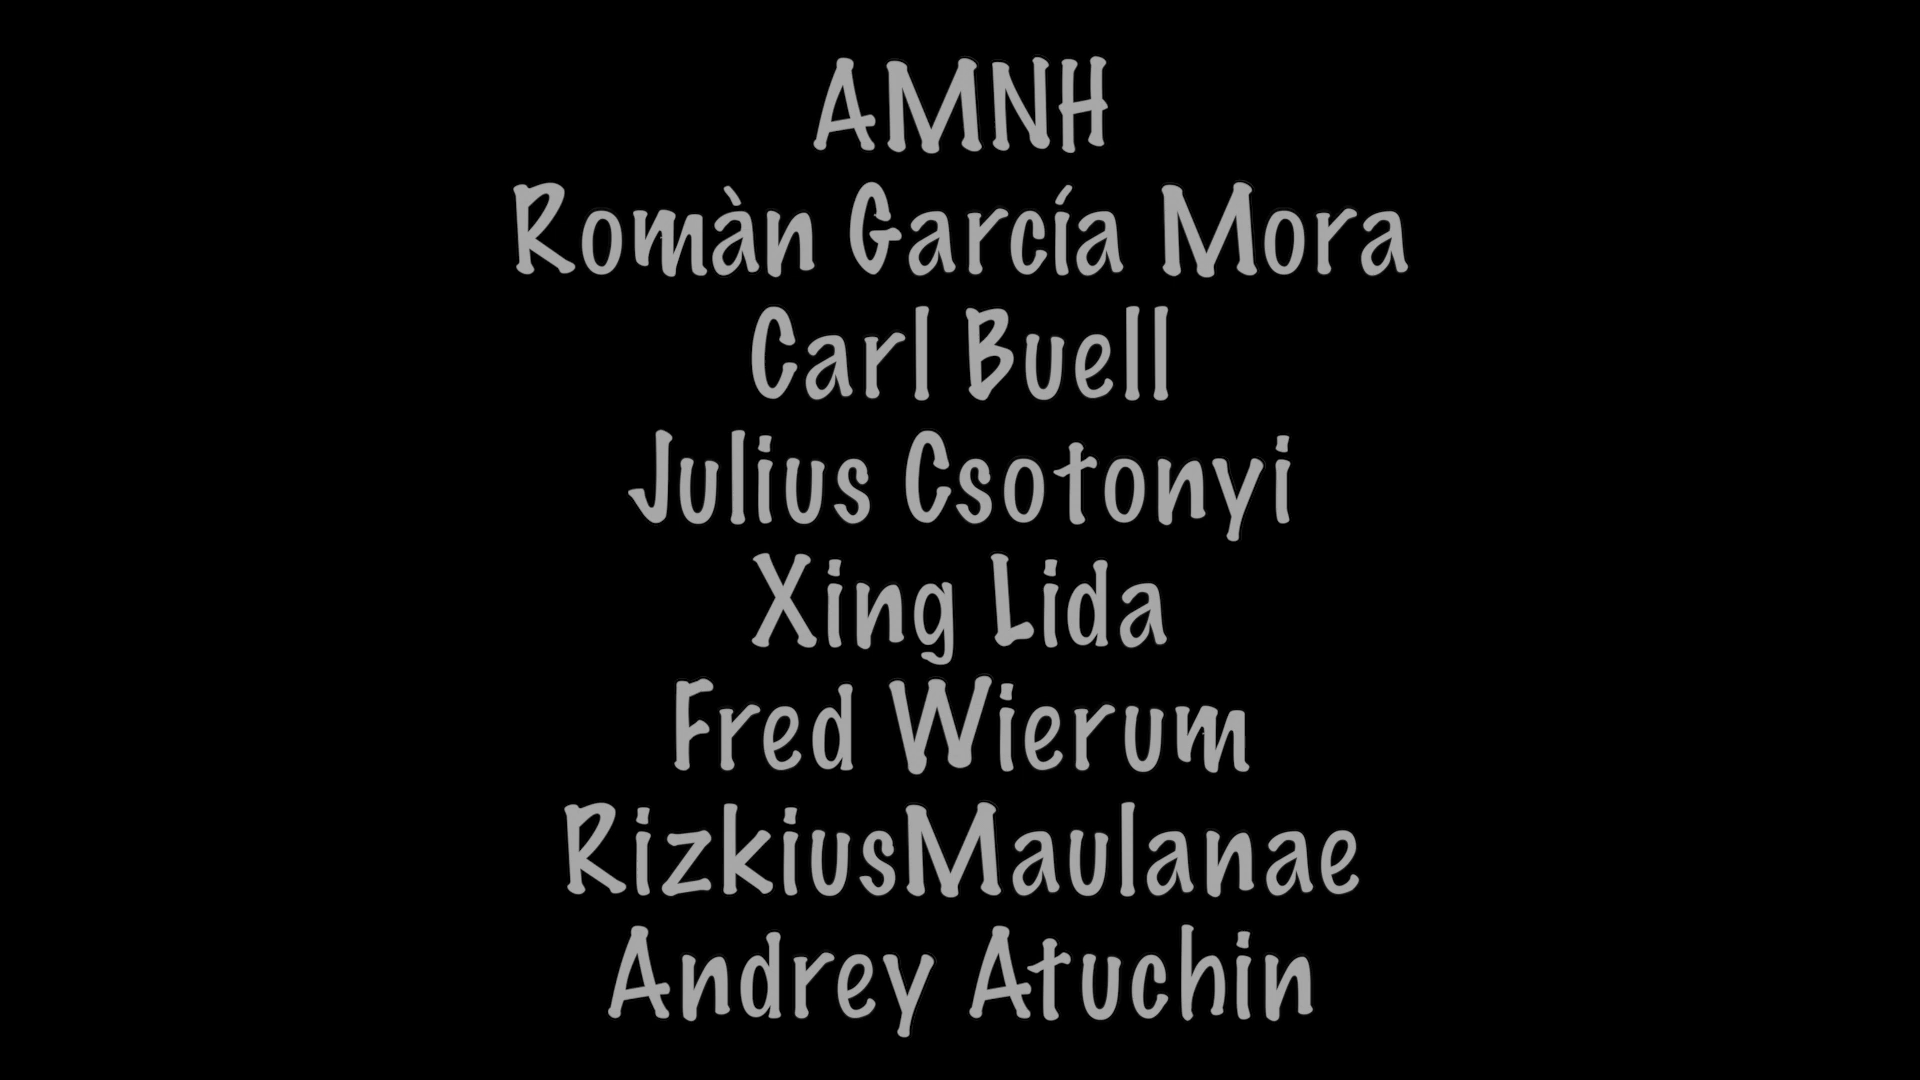 AMNH
Romàn García Mora
Carl Buell
Julius Csotonyi
Xing Lida
Fred Wierum
RizkiusMaulanae
Andrey Atuchin